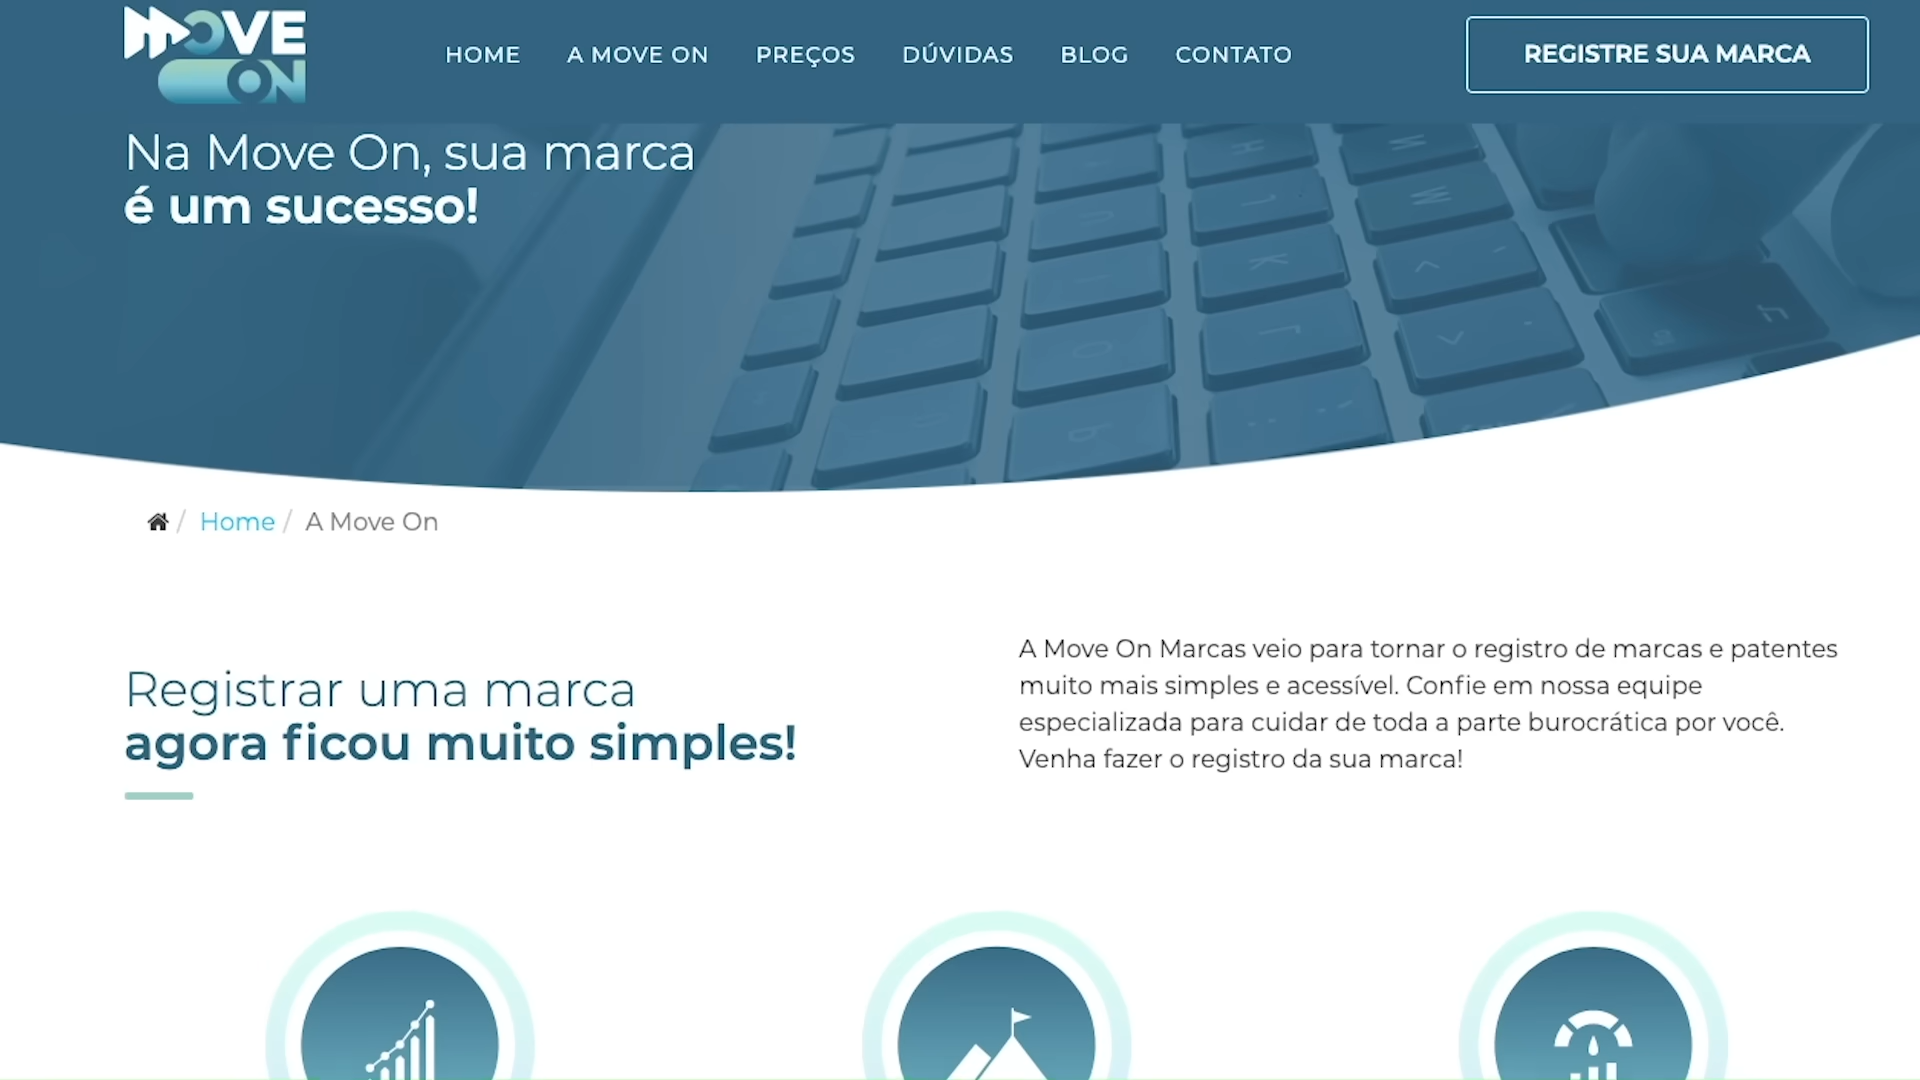 MOVE
ON
HOME
A MOVE ON
PREÇOS
DÚVIDAS
BLOG
CONTATO
REGISTRE SUA MARCA
Na Move On, sua marca
é um sucesso!
/ Home / A Move On
Registrar uma marca
agora ficou muito simples!
A Move On Marcas veio para tornar o registro de marcas e patentes
muito mais simples e acessível. Confie em nossa equipe
especializada para cuidar de toda a parte burocrática por você.
Venha fazer o registro da sua marca!